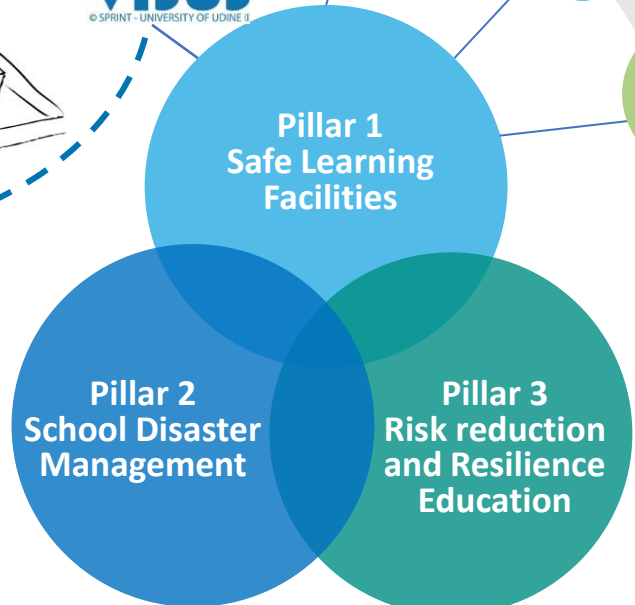 © SPRINT - UNIVERSITY OF UDINE (I
Pillar 1
Safe Learning
Facilities
Pillar 2
School Disaster
Management
Pillar 3
Risk reduction
and Resilience
Education